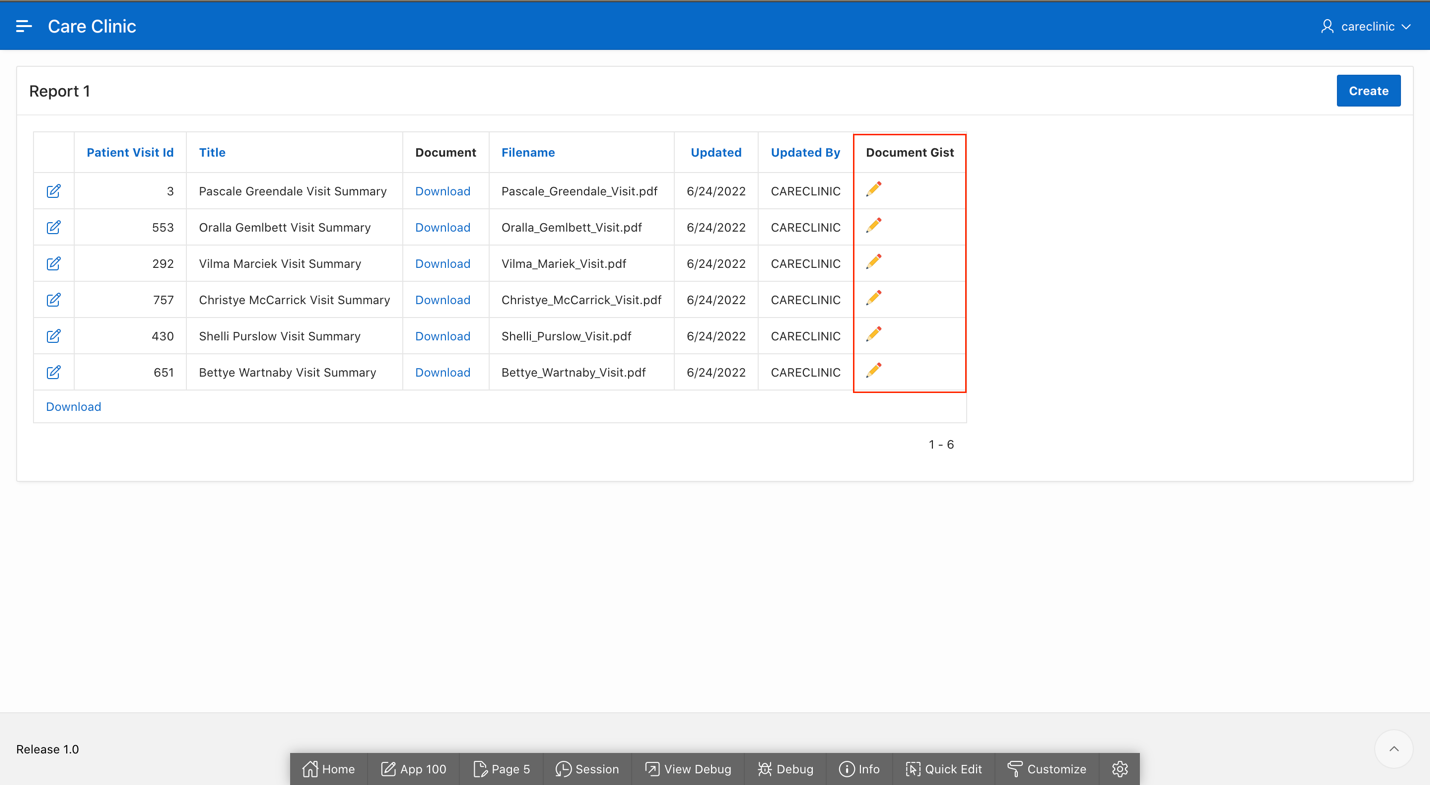 Care Clinic careclinic
Report 1 Create
Patient Visit Id Title Document Filename Updated Updated By Document Gist
3 Pascale Greendale Visit Summary Download Pascale_Greendale_Visit.pdf 6/24/2022 CARECLINIC
553 Oralla Gemlbett Visit Summary Download Oralla_Gemlbett_Visit.pdf 6/24/2022 CARECLINIC
292 Vilma Marciek Visit Summary Download Vilma_Mariek_Visit.pdf 6/24/2022 CARECLINIC
757 Christye McCarrick Visit Summary Download Christye_McCarrick_Visit.pdf 6/24/2022 CARECLINIC
430 Shelli Purslow Visit Summary Download Shelli_Purslow_Visit.pdf 6/24/2022 CARECLINIC
651 Bettye Wartnaby Visit Summary Download Bettye_Wartnaby_Visit.pdf 6/24/2022 CARECLINIC
Download
1 - 6
Release 1.0
Home App 100 Page 5 Session View Debug Debug Info Quick Edit Customize